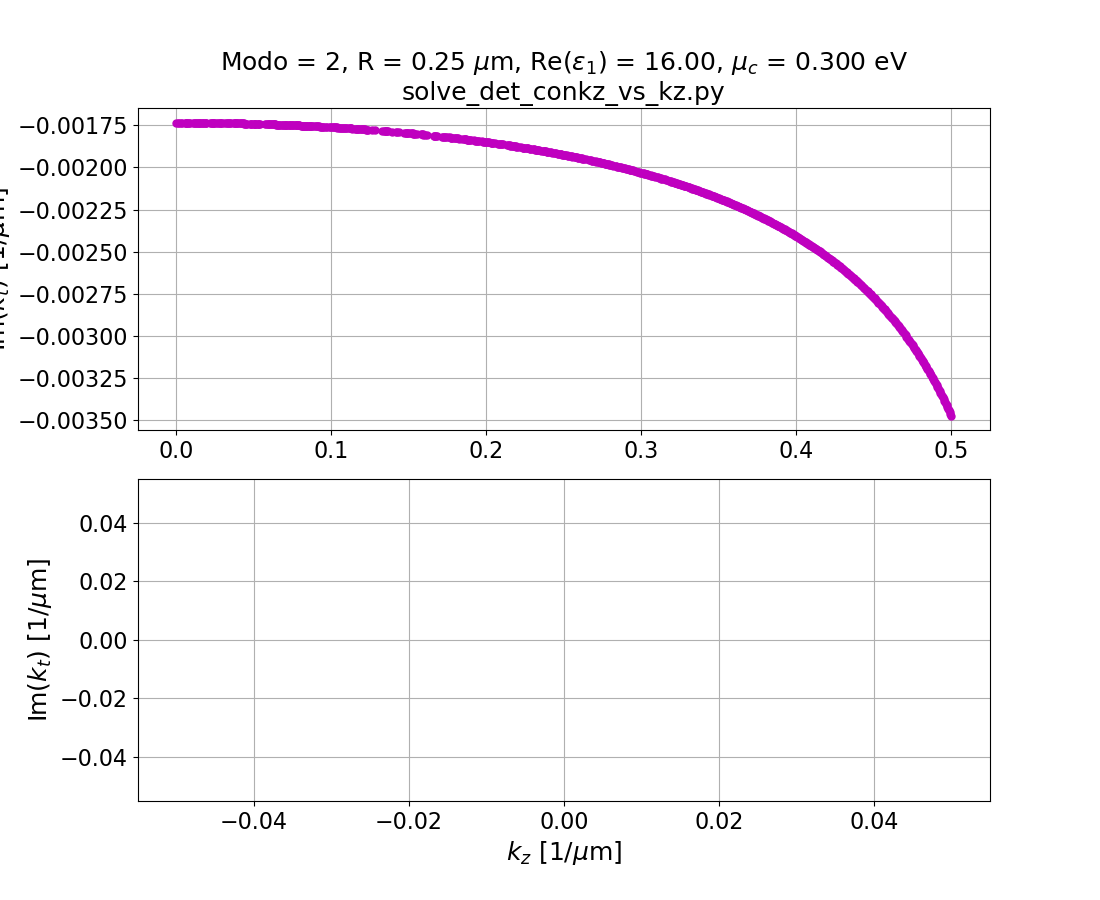 Modo = 2, R = 0.25 μm, Re(ε₁) = 16.00, μ_c = 0.300 eV
solve_det_conkz_vs_kz.py
−0.00175
−0.00200
−0.00225
−0.00250
−0.00275
−0.00300
−0.00325
−0.00350
0.0 0.1 0.2 0.3 0.4 0.5
Im(k_t) [1/μm]
0.04
0.02
0.00
−0.02
−0.04
−0.04 −0.02 0.00 0.02 0.04
k_z [1/μm]